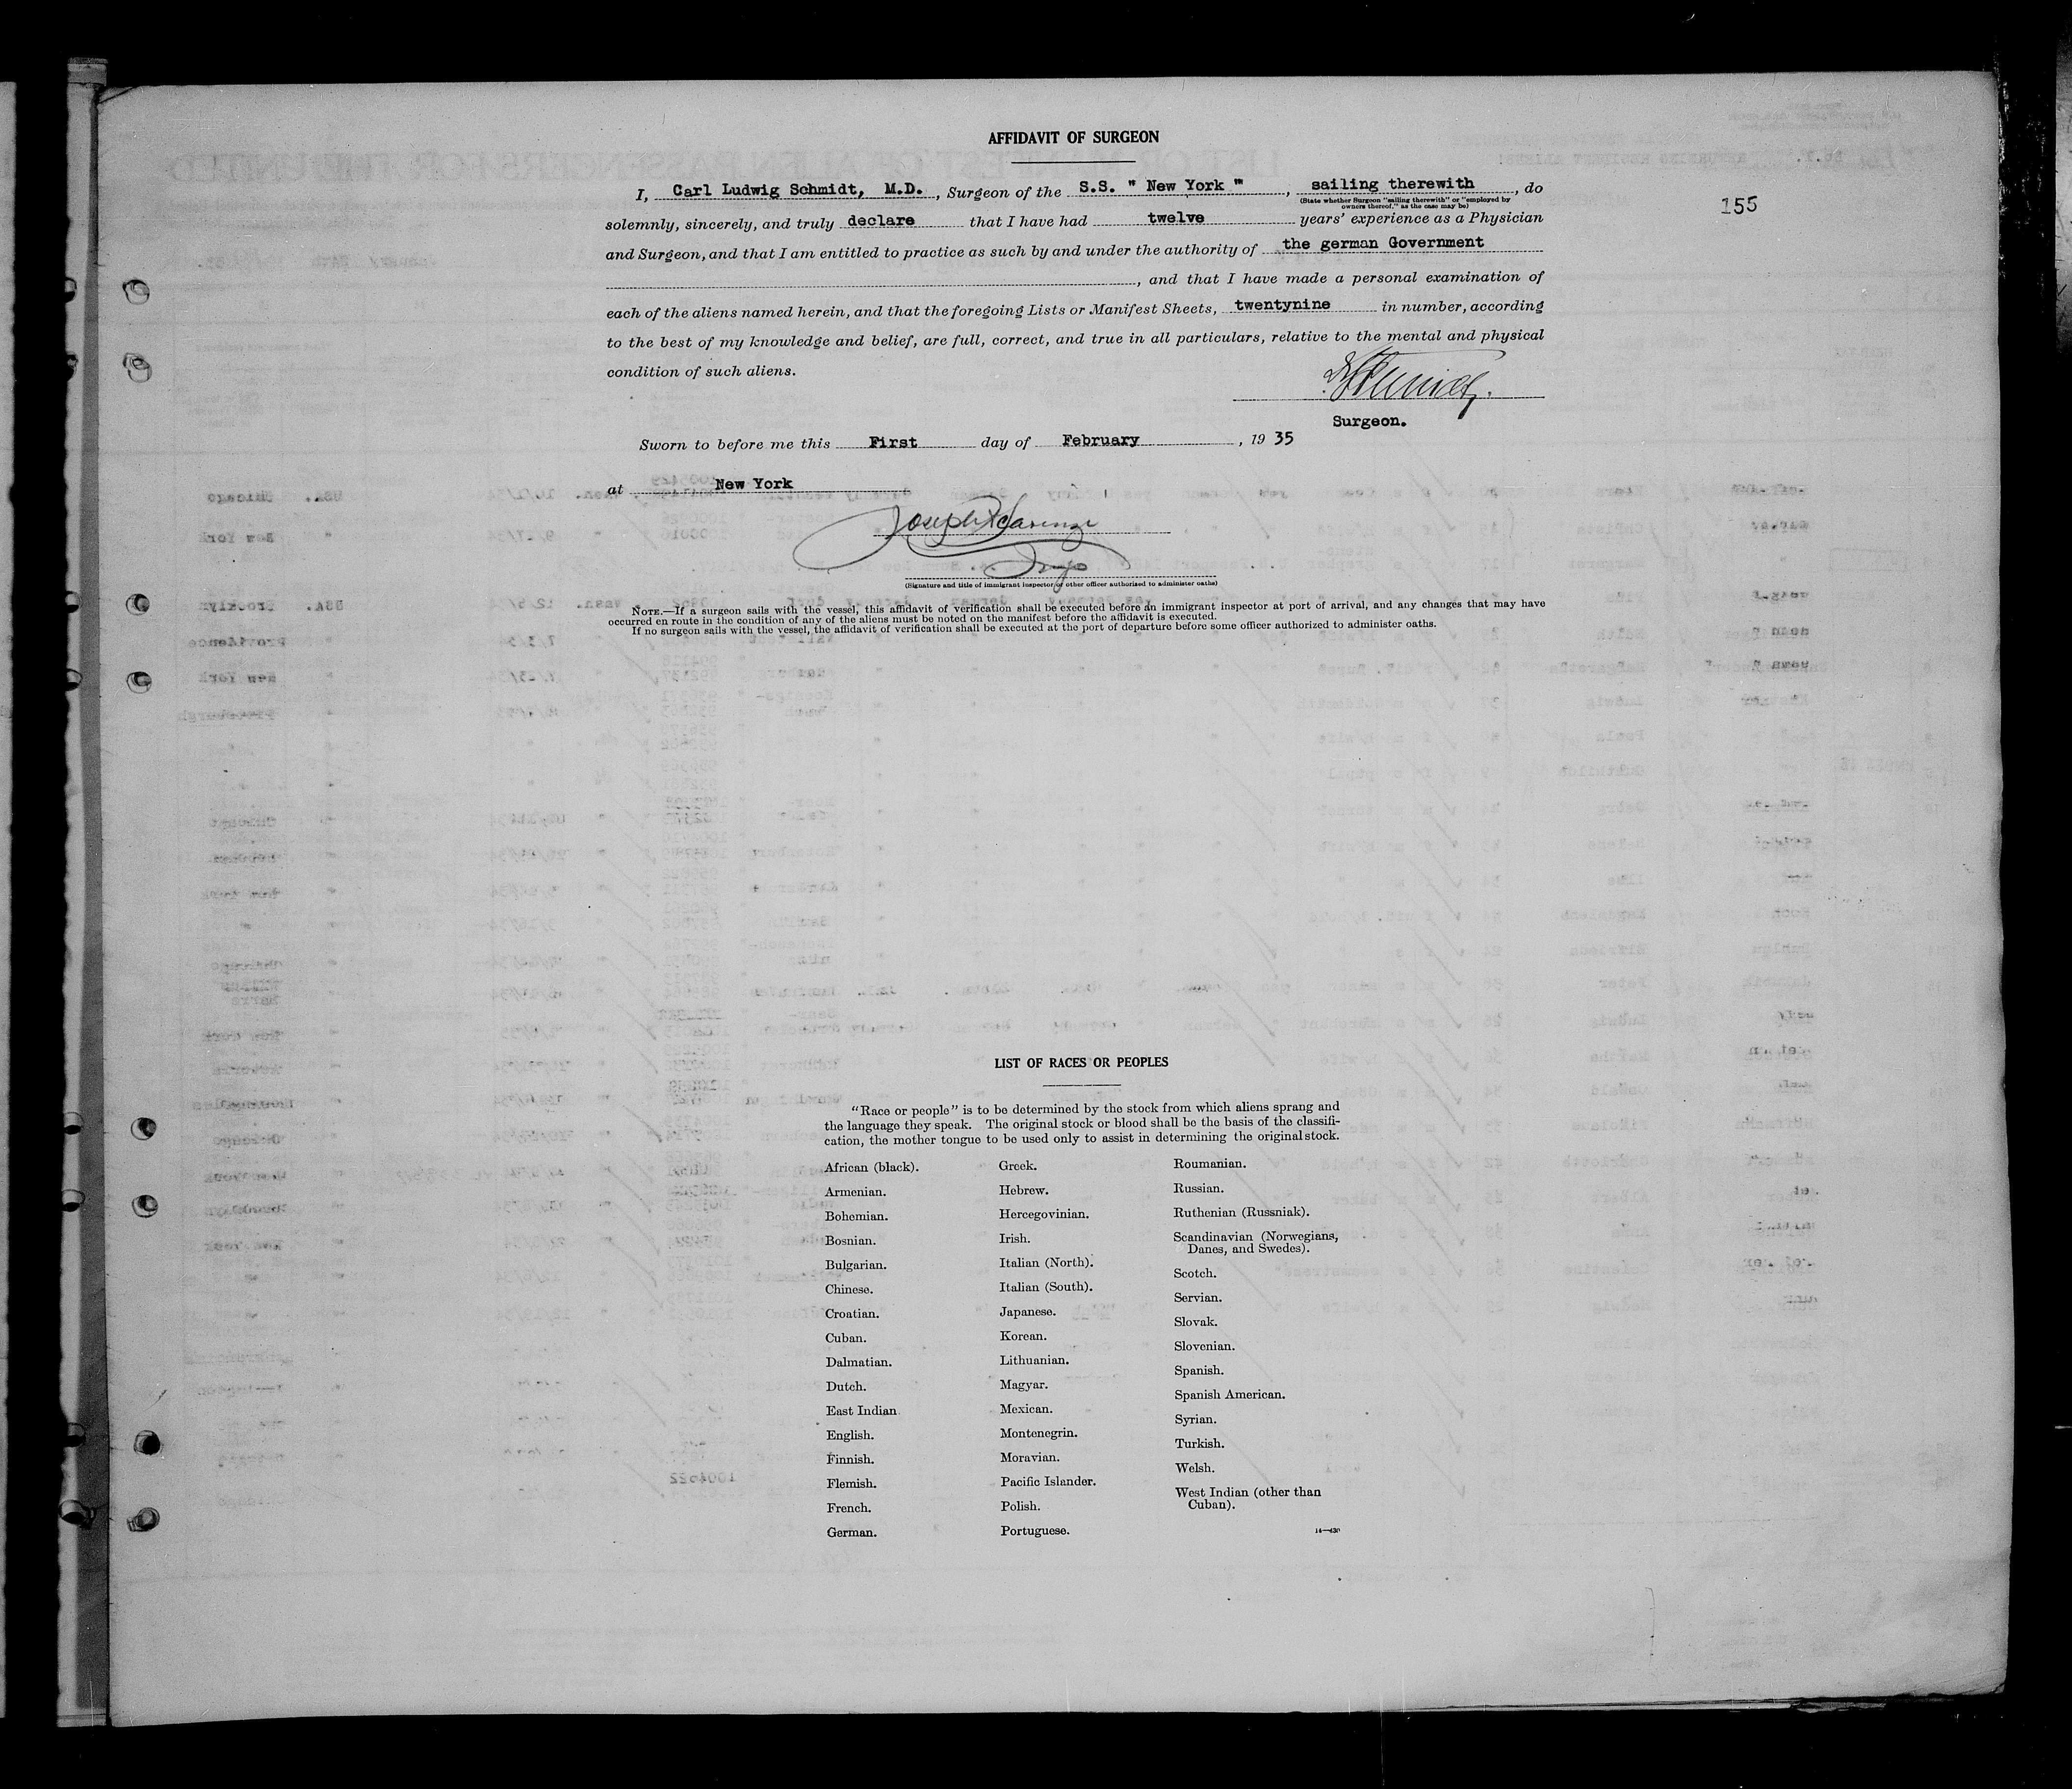 AFFIDAVIT OF SURGEON
155
I, Carl Ludwig Schmidt, M.D., Surgeon of the S.S. " New York ", sailing therewith, do
(State whether Surgeon "sailing therewith" or "employed by
owners thereof," as the case may be)
solemnly, sincerely, and truly declare that I have had twelve years' experience as a Physician
and Surgeon, and that I am entitled to practice as such by and under the authority of the german Government
, and that I have made a personal examination of
each of the aliens named herein, and that the foregoing Lists or Manifest Sheets, twentynine in number, according
to the best of my knowledge and belief, are full, correct, and true in all particulars, relative to the mental and physical
condition of such aliens.
Surgeon.
Sworn to before me this First day of February, 1935
at New York
Joseph
(Signature and title of immigrant inspector or other officer authorized to administer oaths)
NOTE.—If a surgeon sails with the vessel, this affidavit of verification shall be executed before an immigrant inspector at port of arrival, and any changes that may have
occurred en route in the condition of any of the aliens must be noted on the manifest before the affidavit is executed.
If no surgeon sails with the vessel, the affidavit of verification shall be executed at the port of departure before some officer authorized to administer oaths.
LIST OF RACES OR PEOPLES
"Race or people" is to be determined by the stock from which aliens sprang and
the language they speak. The original stock or blood shall be the basis of the classifi-
cation, the mother tongue to be used only to assist in determining the original stock.
African (black).
Armenian.
Bohemian.
Bosnian.
Bulgarian.
Chinese.
Croatian.
Cuban.
Dalmatian.
Dutch.
East Indian
English.
Finnish.
Flemish.
French.
German.
Greek.
Hebrew.
Hercegovinian.
Irish.
Italian (North).
Italian (South).
Japanese.
Korean.
Lithuanian.
Magyar.
Mexican.
Montenegrin.
Moravian.
Pacific Islander.
Polish.
Portuguese.
Roumanian.
Russian.
Ruthenian (Russniak).
Scandinavian (Norwegians,
Danes, and Swedes).
Scotch.
Servian.
Slovak.
Slovenian.
Spanish.
Spanish American.
Syrian.
Turkish.
Welsh.
West Indian (other than
Cuban).